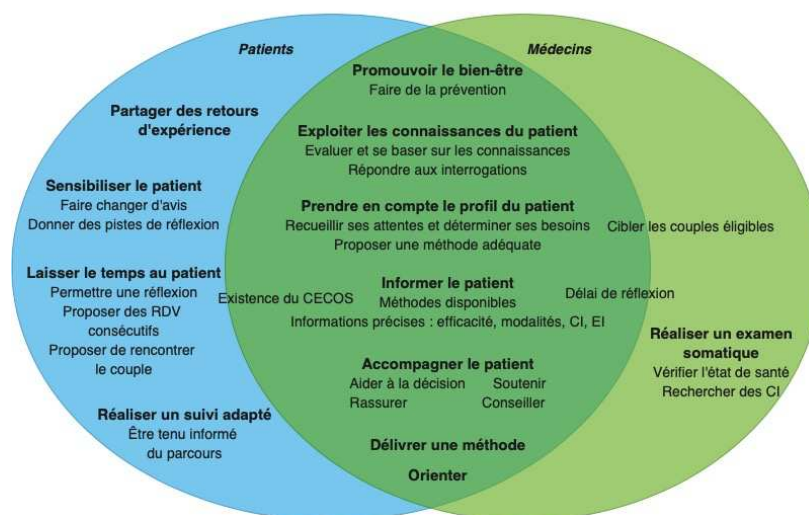 Patients
Médecins
Promouvoir le bien-être
Faire de la prévention
Partager des retours
d'expérience
Exploiter les connaissances du patient
Evaluer et se baser sur les connaissances
Répondre aux interrogations
Sensibiliser le patient
Faire changer d'avis
Donner des pistes de réflexion
Prendre en compte le profil du patient
Recueillir ses attentes et déterminer ses besoins
Proposer une méthode adéquate
Cibler les couples éligibles
Laisser le temps au patient
Permettre une réflexion
Proposer des RDV
consécutifs
Proposer de rencontrer
le couple
Existence du CECOS
Informer le patient
Méthodes disponibles
Informations précises : efficacité, modalités, CI, EI
Délai de réflexion
Réaliser un examen
somatique
Vérifier l'état de santé
Rechercher des CI
Accompagner le patient
Aider à la décision
Soutenir
Rassurer
Conseiller
Réaliser un suivi adapté
Être tenu informé
du parcours
Délivrer une méthode
Orienter